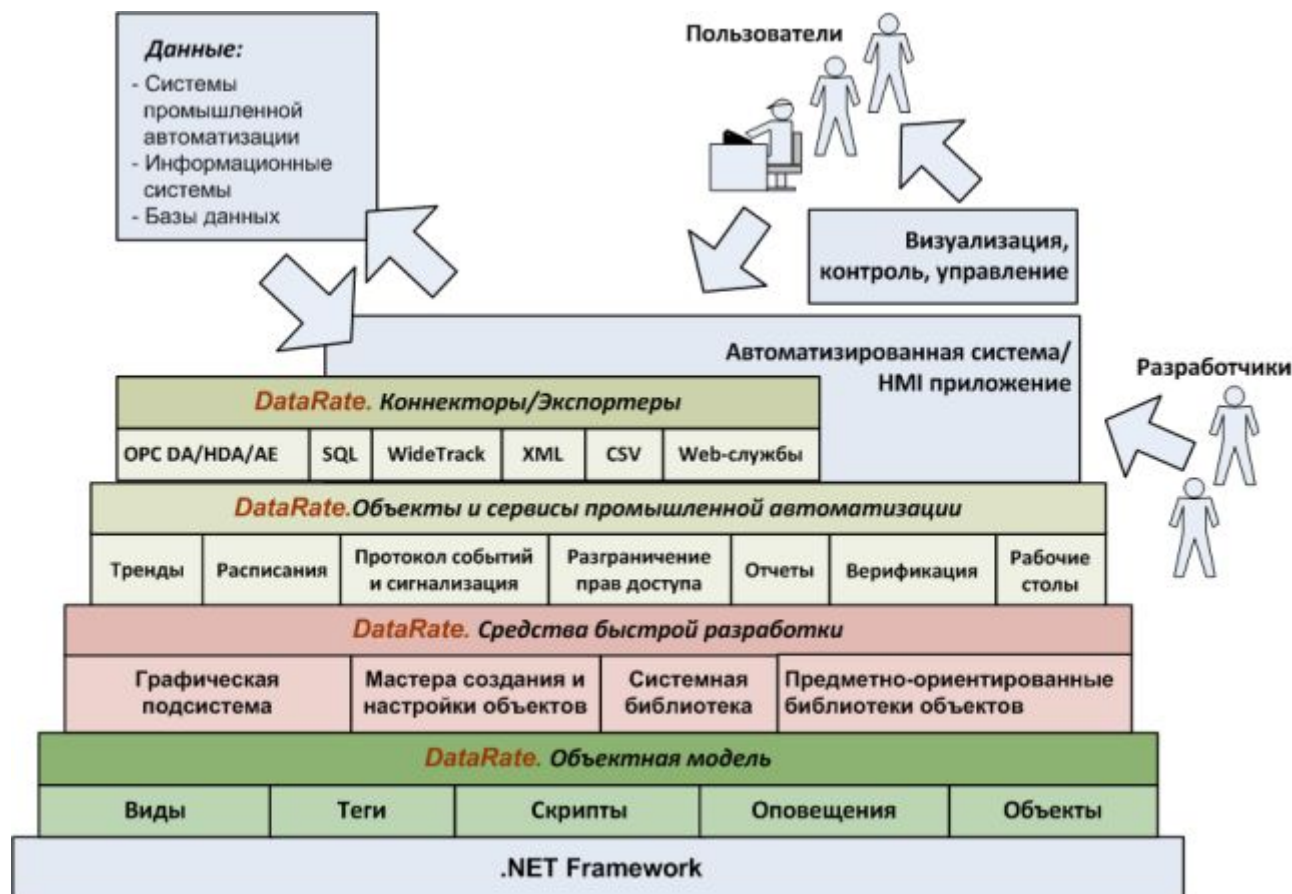 Данные:
- Системы
промышленной
автоматизации
- Информационные
системы
- Базы данных
Пользователи
Визуализация,
контроль, управление
Автоматизированная система/
HMI приложение
Разработчики
DataRate. Коннекторы/Экспортеры
OPC DA/HDA/AE
SQL
WideTrack
XML
CSV
Web-службы
DataRate.Объекты и сервисы промышленной автоматизации
Тренды
Расписания
Протокол событий
и сигнализация
Разграничение
прав доступа
Отчеты
Верификация
Рабочие
столы
DataRate. Средства быстрой разработки
Графическая
подсистема
Мастера создания и
настройки объектов
Системная
библиотека
Предметно-ориентированные
библиотеки объектов
DataRate. Объектная модель
Виды
Теги
Скрипты
Оповещения
Объекты
.NET Framework